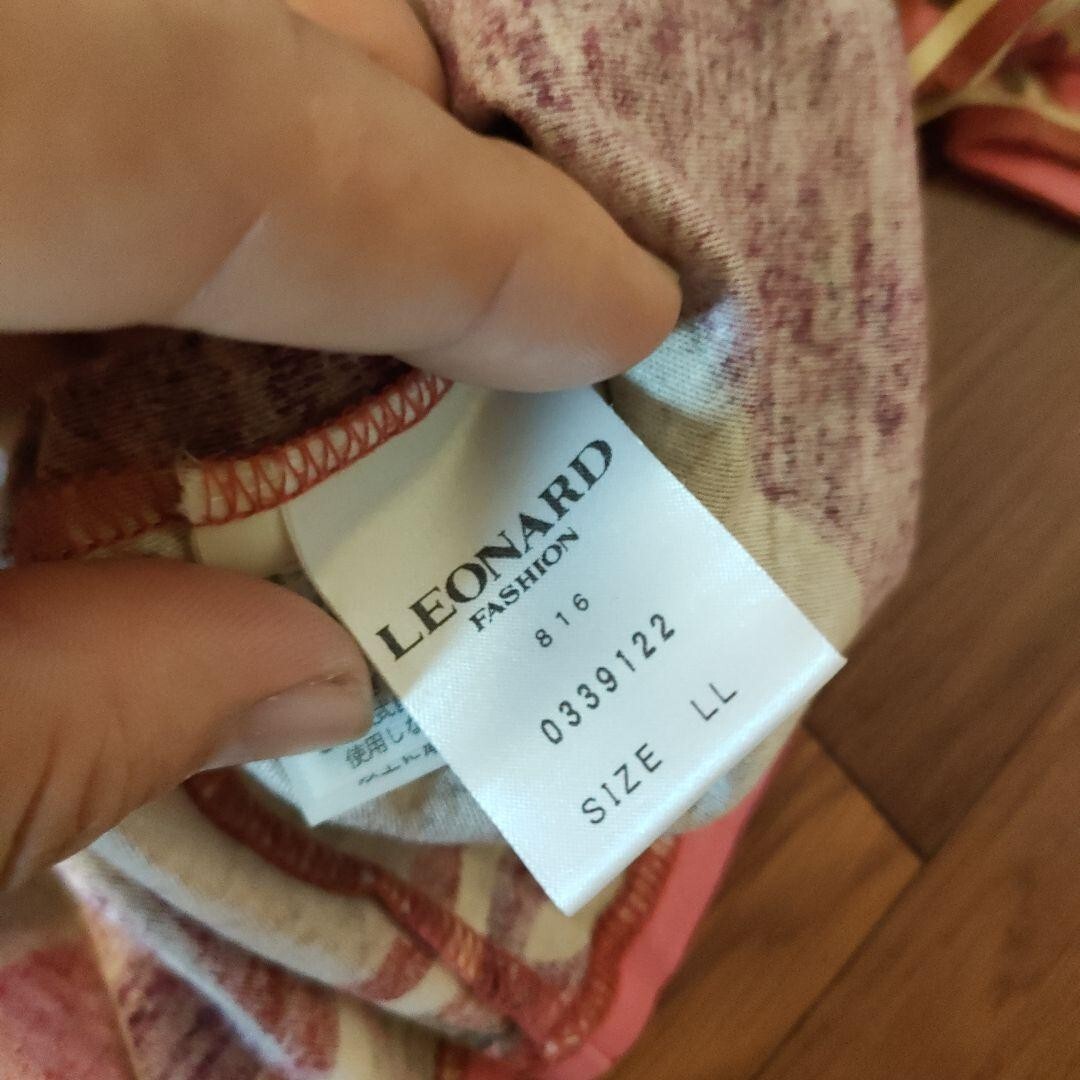 LEONARD
FASHION
816
0339122
SIZE LL
使用しな